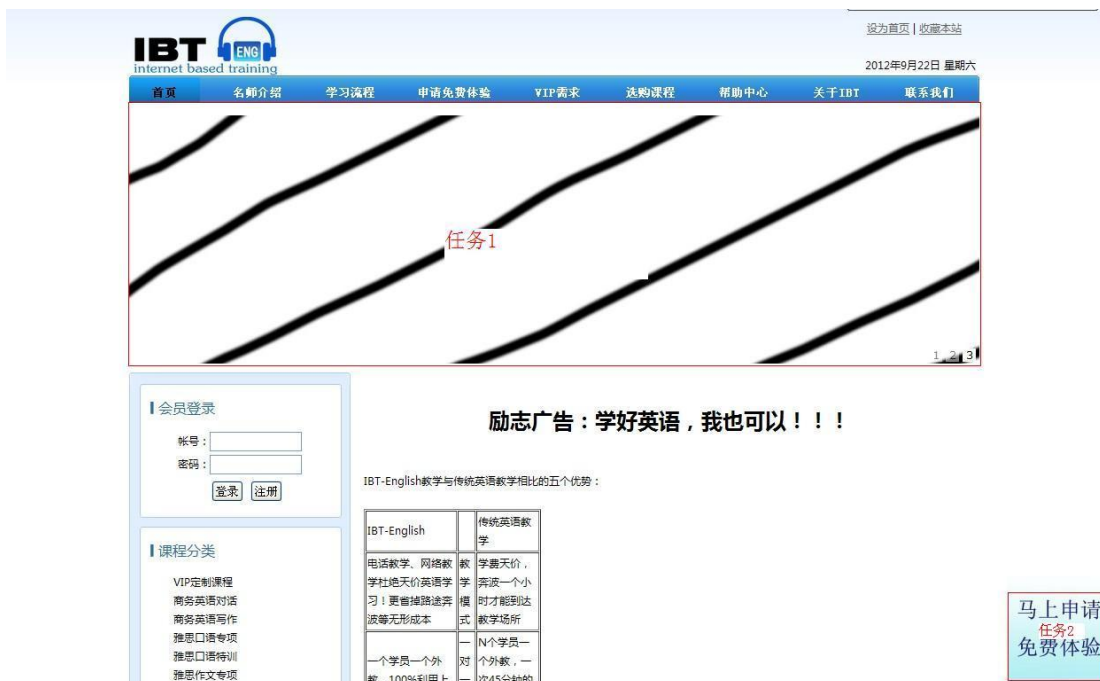 设为首页 | 收藏本站
IBT ENG
internet based training
2012年9月22日 星期六
首页 名师介绍 学习流程 申请免费体验 VIP需求 选购课程 帮助中心 关于IBT 联系我们
任务1
1 2 3
会员登录
帐号：
密码：
登录 注册
课程分类
VIP定制课程
商务英语对话
商务英语写作
雅思口语专项
雅思口语特训
雅思作文专项
励志广告：学好英语，我也可以！！！
IBT-English教学与传统英语教学相比的五个优势：
IBT-English 传统英语教
学
电话教学、网络教 教 学费天价，
学杜绝天价英语学 学 奔波一个小
习！更省掉路途奔 模 时才能到达
波等无形成本 式 教学场所
一 N个学员一
一个学员一个外 对 个外教，一
教，100%利用上 一 次45分钟的
马上申请
任务2
免费体验